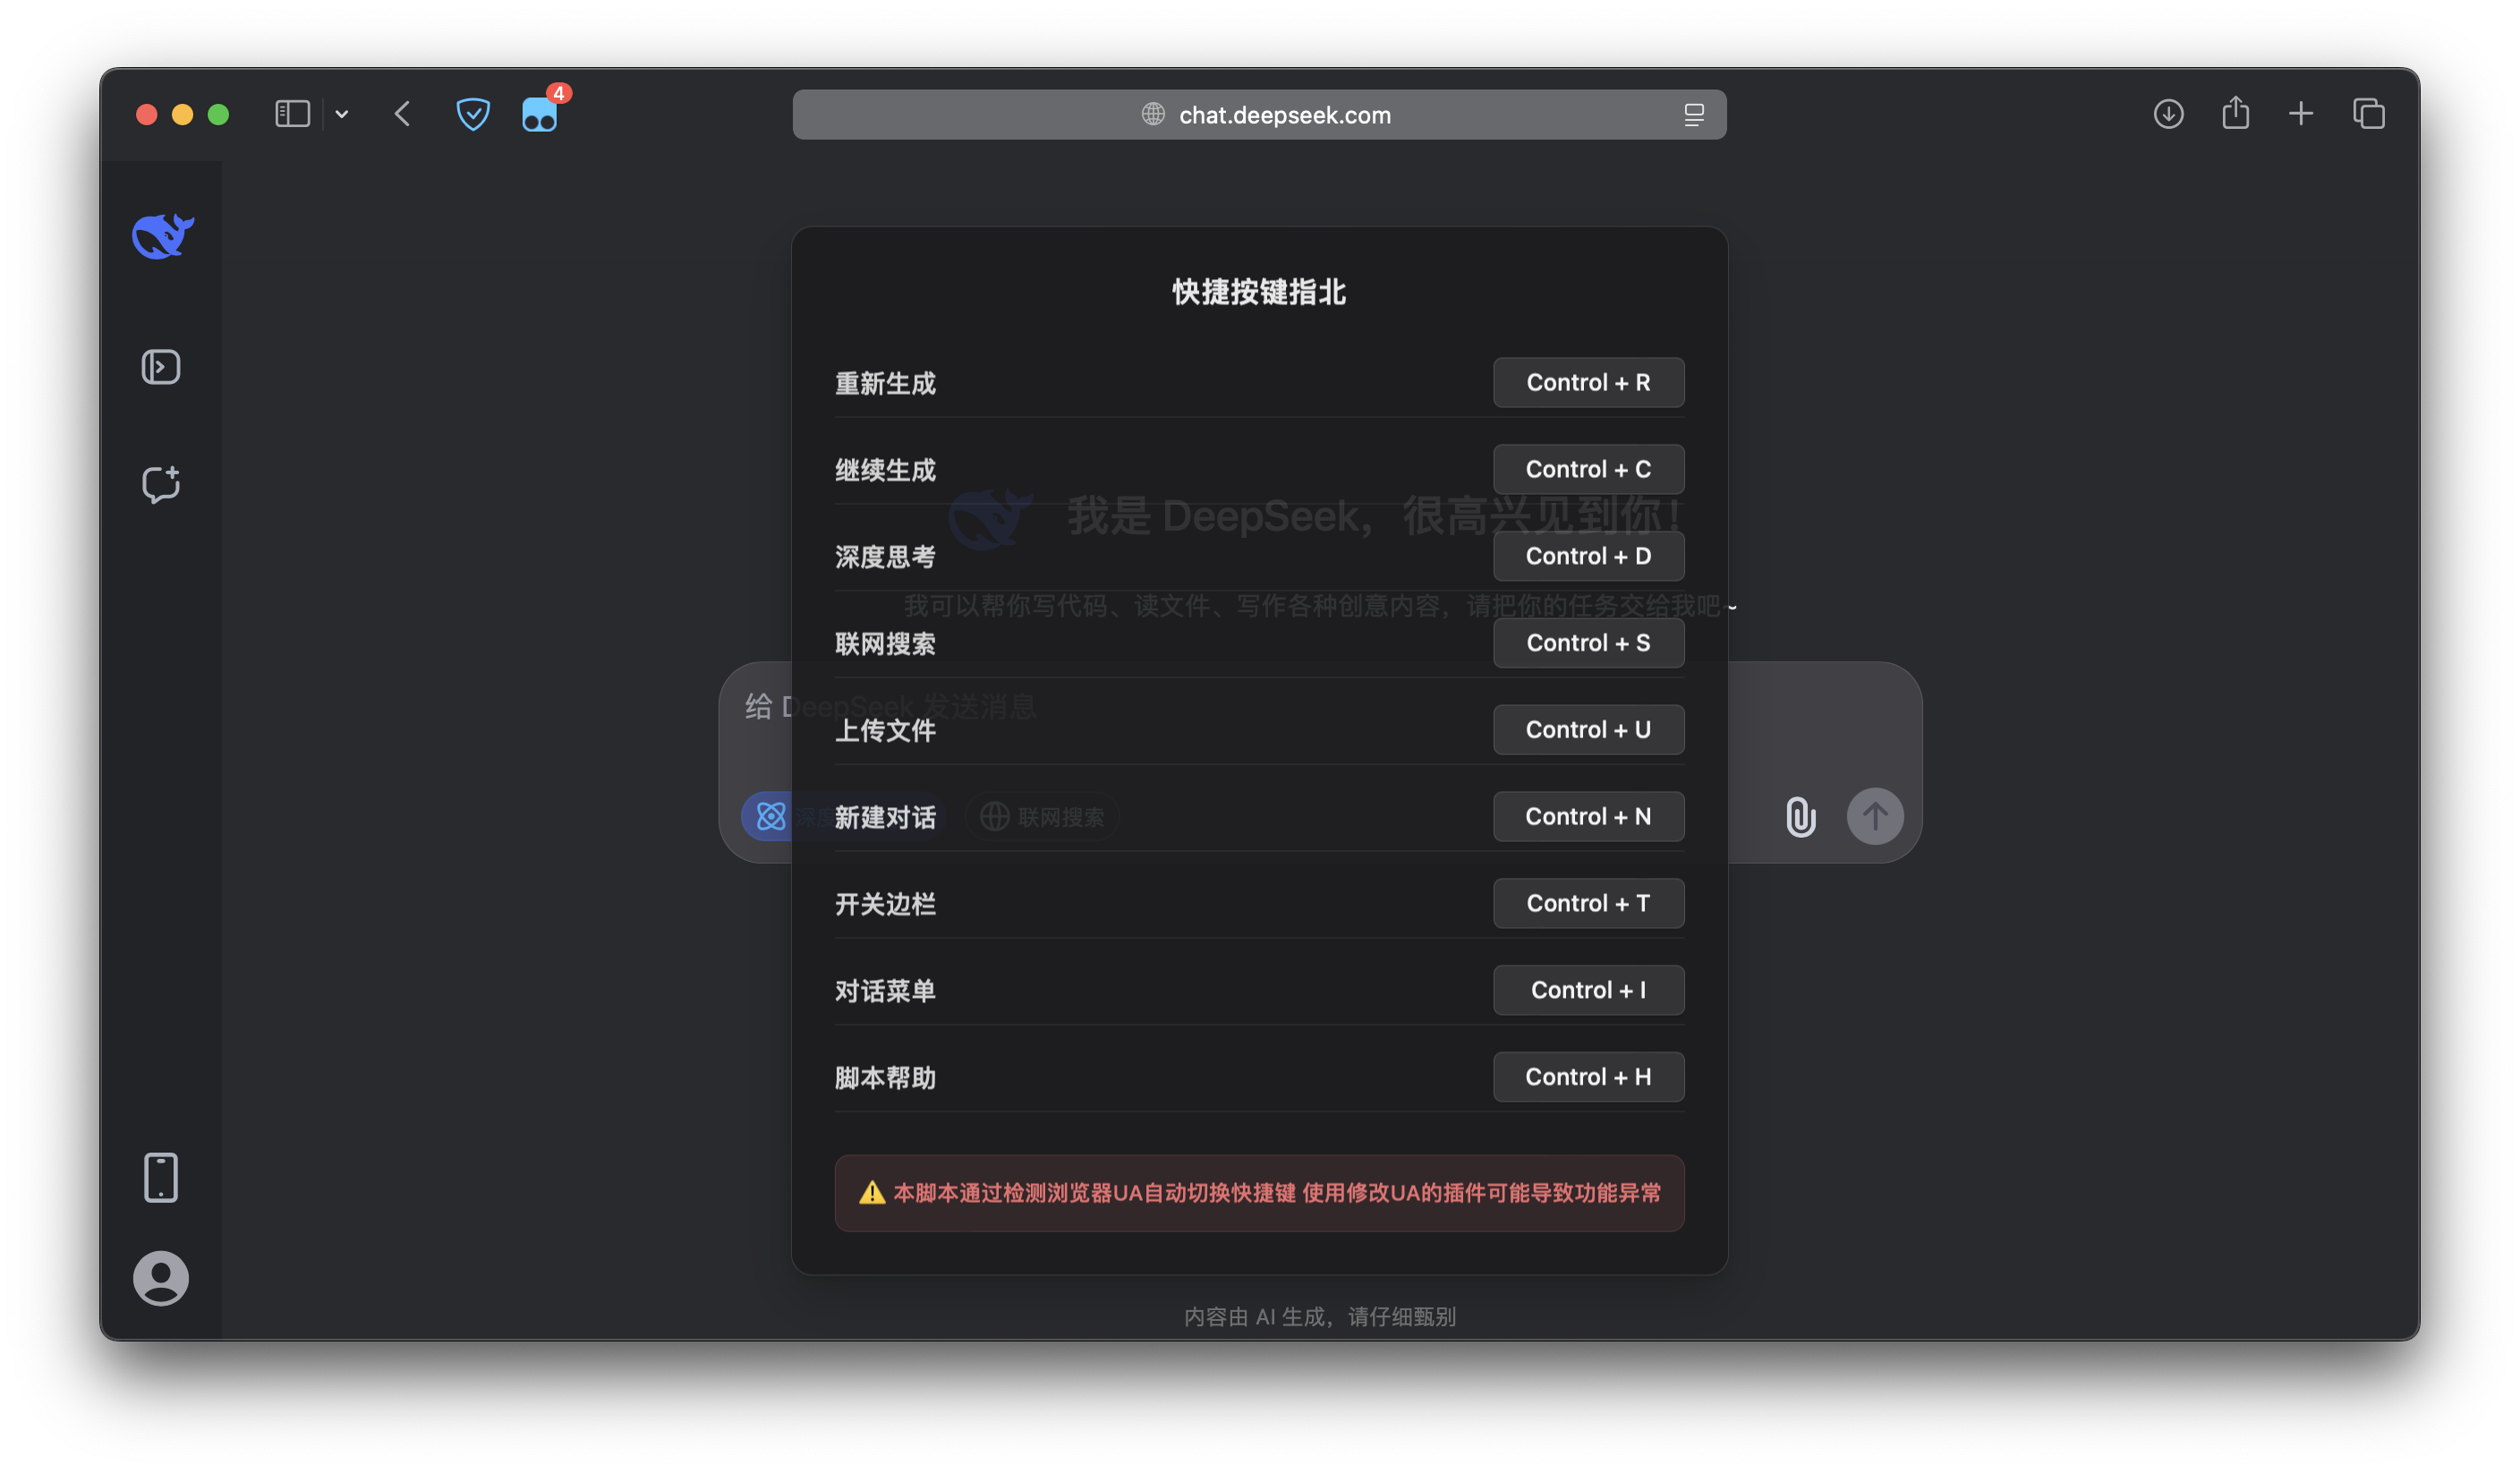 4
chat.deepseek.com
快捷按键指北
重新生成 Control + R
继续生成 Control + C
我是 DeepSeek，很高兴见到你！
深度思考 Control + D
我可以帮你写代码、读文件、写作各种创意内容，请把你的任务交给我吧~
联网搜索 Control + S
给 DeepSeek 发送消息
上传文件 Control + U
新建对话 Control + N
深度
联网搜索
开关边栏 Control + T
对话菜单 Control + I
脚本帮助 Control + H
⚠️ 本脚本通过检测浏览器UA自动切换快捷键 使用修改UA的插件可能导致功能异常
内容由 AI 生成，请仔细甄别